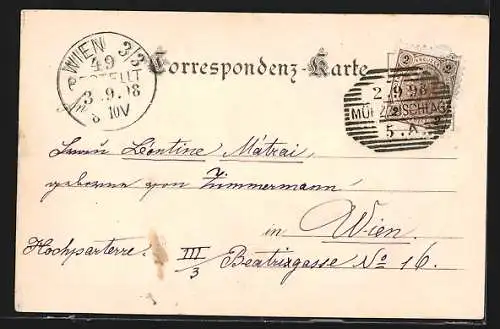 WIEN 3/3
49
BESTELLT
3.9.98
8 10V
Correspondenz-Karte
2
2.9.98
MÜRZZUSCHLAG
5.A
Frau Léontine Mátrai,
geborene von Zimmermann
in Wien.
Hochparterre. III/3 Beatrixgasse No 16.